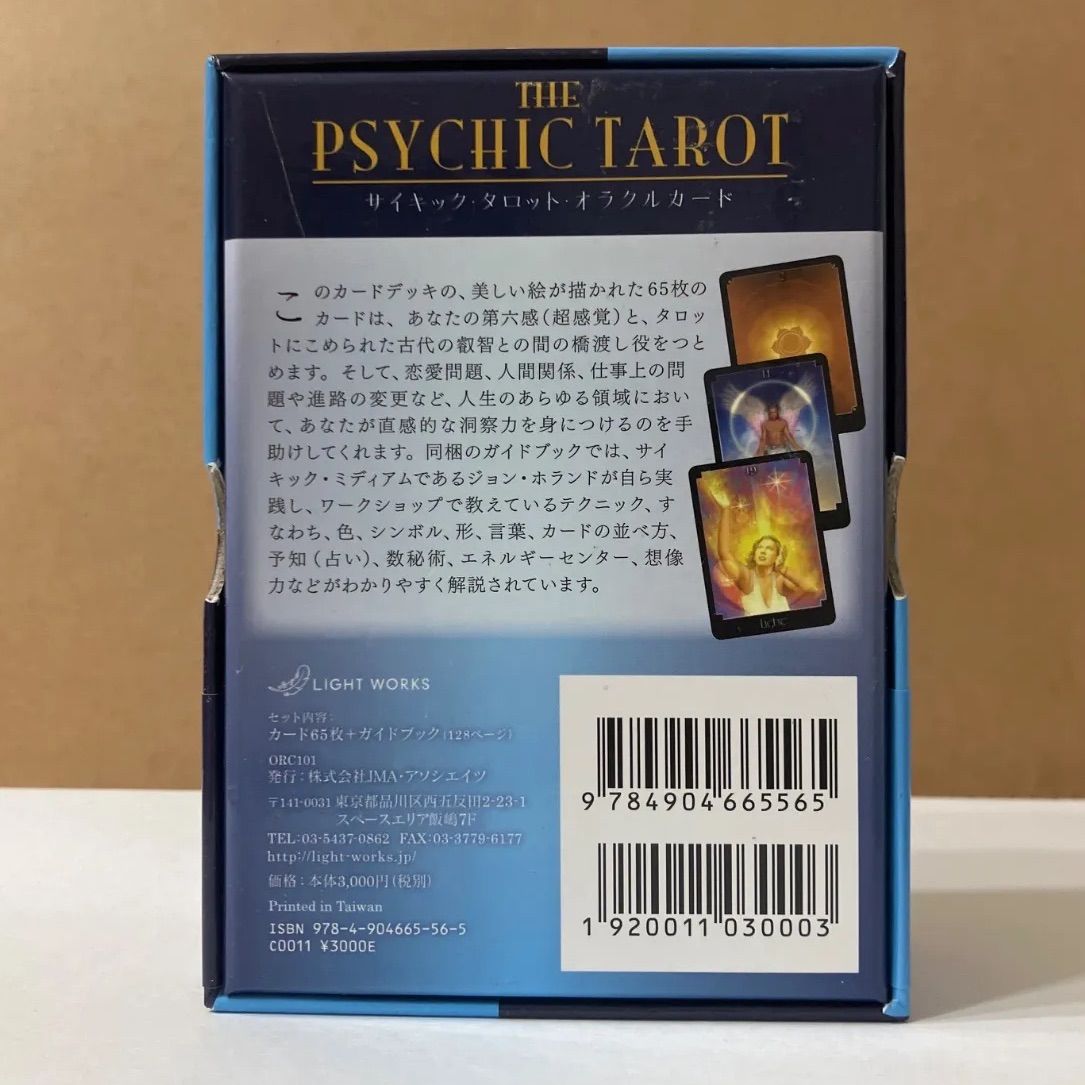 THE
PSYCHIC TAROT
サイキック・タロット・オラクルカード
このカードデッキの、美しい絵が描かれた65枚の
カードは、あなたの第六感(超感覚)と、タロッ
トにこめられた古代の叡智との間の橋渡し役をつと
めます。そして、恋愛問題、人間関係、仕事上の問
題や進路の変更など、人生のあらゆる領域におい
て、あなたが直感的な洞察力を身につけるのを手
助けしてくれます。同梱のガイドブックでは、サイ
キック・ミディアムであるジョン・ホランドが自ら実
践し、ワークショップで教えているテクニック、す
なわち、色、シンボル、形、言葉、カードの並べ方、
予知(占い)、数秘術、エネルギーセンター、想像
力などがわかりやすく解説されています。
11
19
Light
LIGHT WORKS
セット内容:
カード65枚+ガイドブック(128ページ)
ORC101
発行:株式会社JMA・アソシエイツ
〒141-0031 東京都品川区西五反田2-23-1
スペースエリア飯嶋7F
TEL:03-5437-0862 FAX:03-3779-6177
http://light-works.jp/
価格:本体3,000円(税別)
Printed in Taiwan
ISBN 978-4-904665-56-5
C0011 ¥3000E
9 784904 665565
1 920011 030003